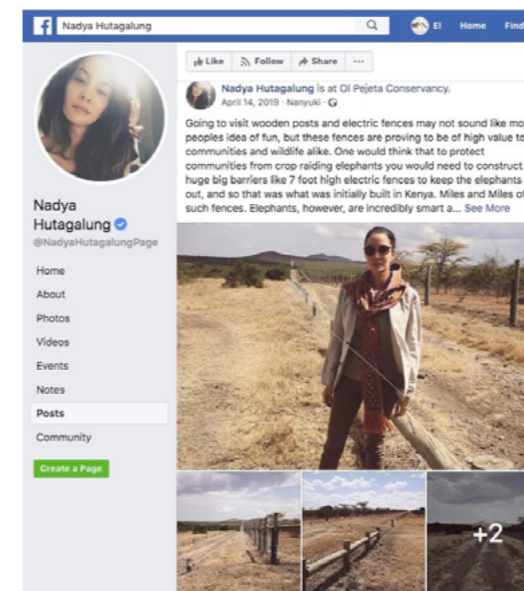 Nadya Hutagalung
El Home Find
Like Follow Share ...
Nadya Hutagalung is at Ol Pejeta Conservancy.
April 14, 2019 · Nanyuki ·
Going to visit wooden posts and electric fences may not sound like mo
peoples idea of fun, but these fences are proving to be of high value to
communities and wildlife alike. One would think that to protect
communities from crop raiding elephants you would need to construct
huge big barriers like 7 foot high electric fences to keep the elephants
out, and so that was what was initially built in Kenya. Miles and Miles of
such fences. Elephants, however, are incredibly smart a... See More
Nadya
Hutagalung
@NadyaHutagalungPage
Home
About
Photos
Videos
Events
Notes
Posts
Community
Create a Page
+2